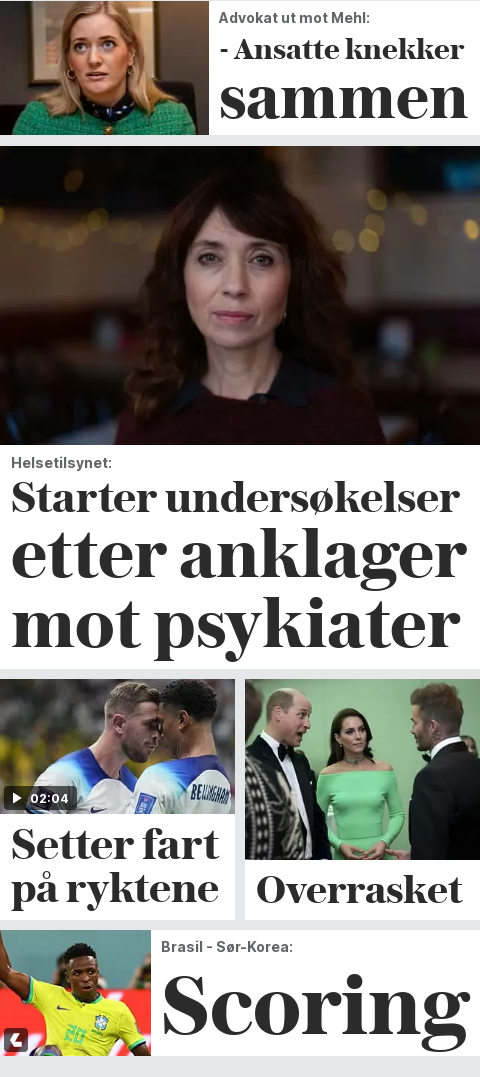 Advokat ut mot Mehl:
- Ansatte knekker
sammen
Helsetilsynet:
Starter undersøkelser
etter anklager
mot psykiater
BELLINGHAM
02:04
Setter fart
på ryktene
Overrasket
20
Brasil - Sør-Korea:
Scoring